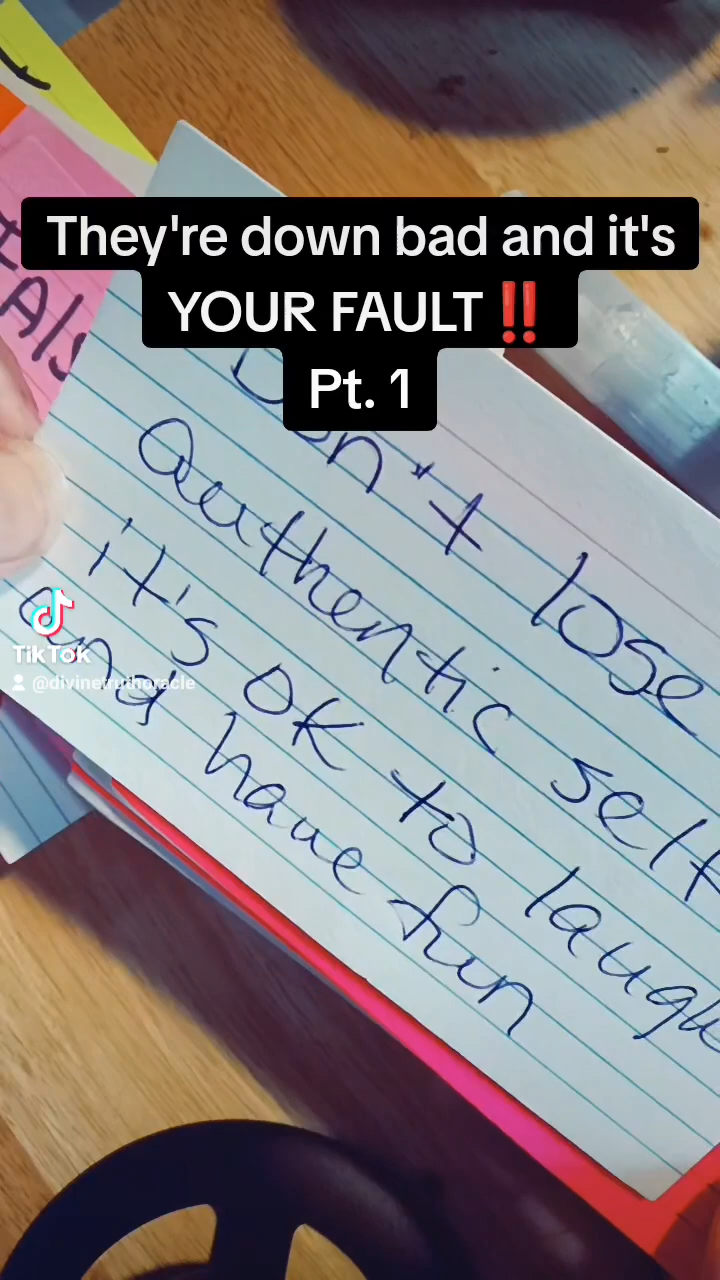 They're down bad and it's
YOUR FAULT‼️
Pt. 1
Don't lose
authentic self
it's OK to laugh
and have fun
Als
TikTok
@divinetruthoracle